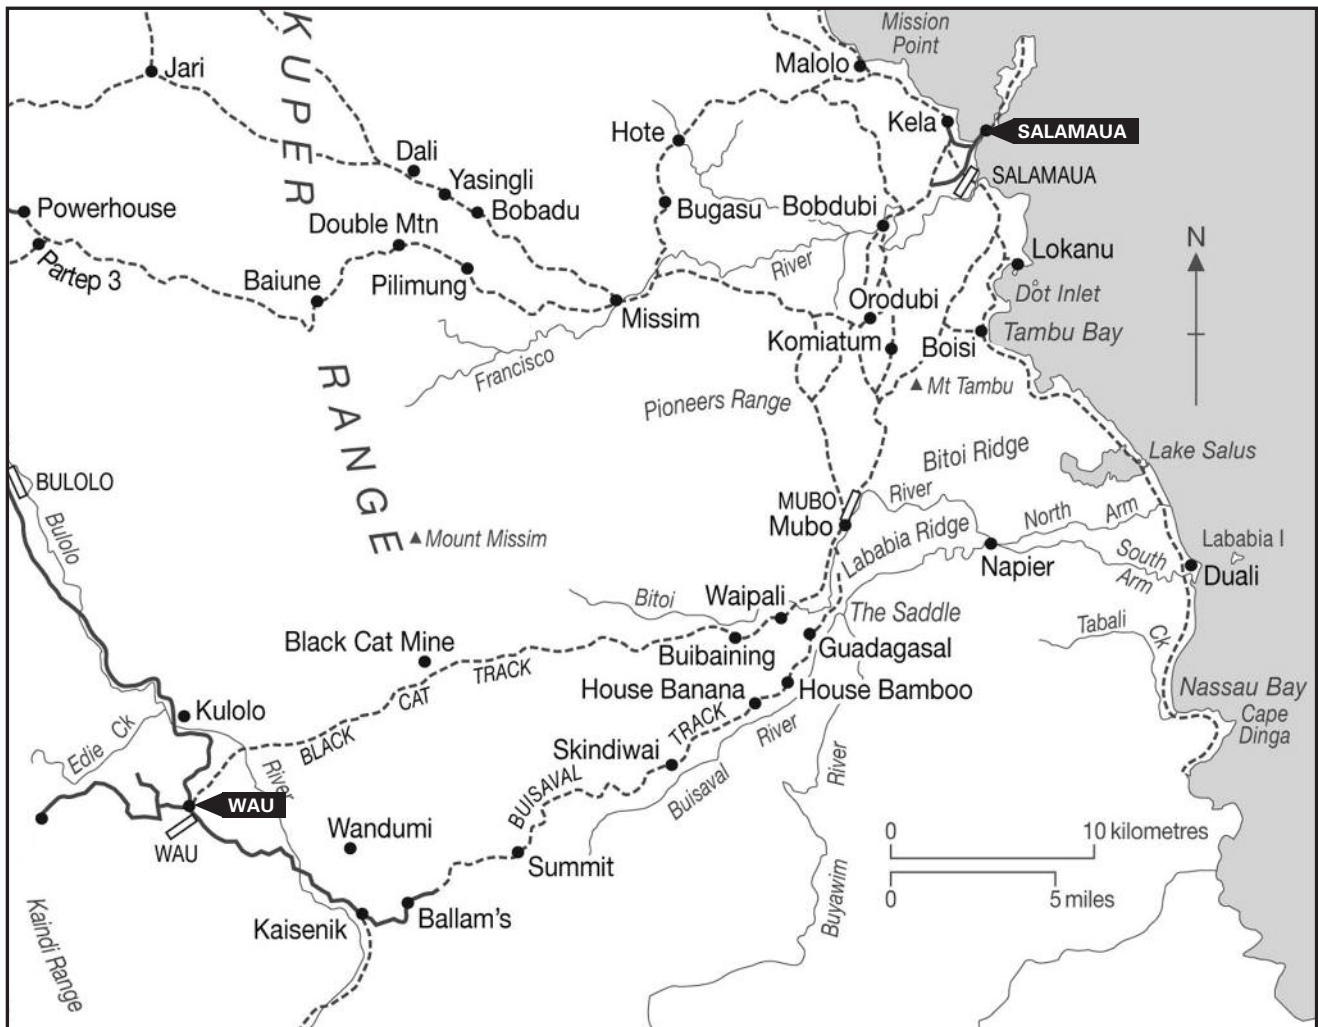 Mission
Point
Malolo
Jari
KUPER
Kela
SALAMAUA
Hote
Dali
SALAMAUA
Yasingli
Powerhouse
Bobadu
Bugasu
Bobdubi
Double Mtn
N
Lokanu
Partep 3
Baiune
Pilimung
River
Dot Inlet
Orodubi
Missim
Tambu Bay
Komiatum
Boisi
Francisco
RANGE
Mt Tambu
Pioneers Range
Bitoi Ridge
Lake Salus
BULOLO
MUBO
River
Mubo
North
Arm
Bulolo
Mount Missim
Lababia Ridge
South
Arm
Lababia I
Napier
Duali
Bitoi
Waipali
The Saddle
Tabali
Ck
Black Cat Mine
Buibaining
Guadagasal
BLACK
CAT
TRACK
House Banana
House Bamboo
Nassau Bay
Cape
Dinga
Kulolo
Edie
Ck
River
Skindiwai
TRACK
River
River
BUISAVAL
Buisaval
WAU
WAU
Wandumi
Summit
0
10 kilometres
0
5 miles
Buyawim
Kaindi Range
Kaisenik
Ballam's